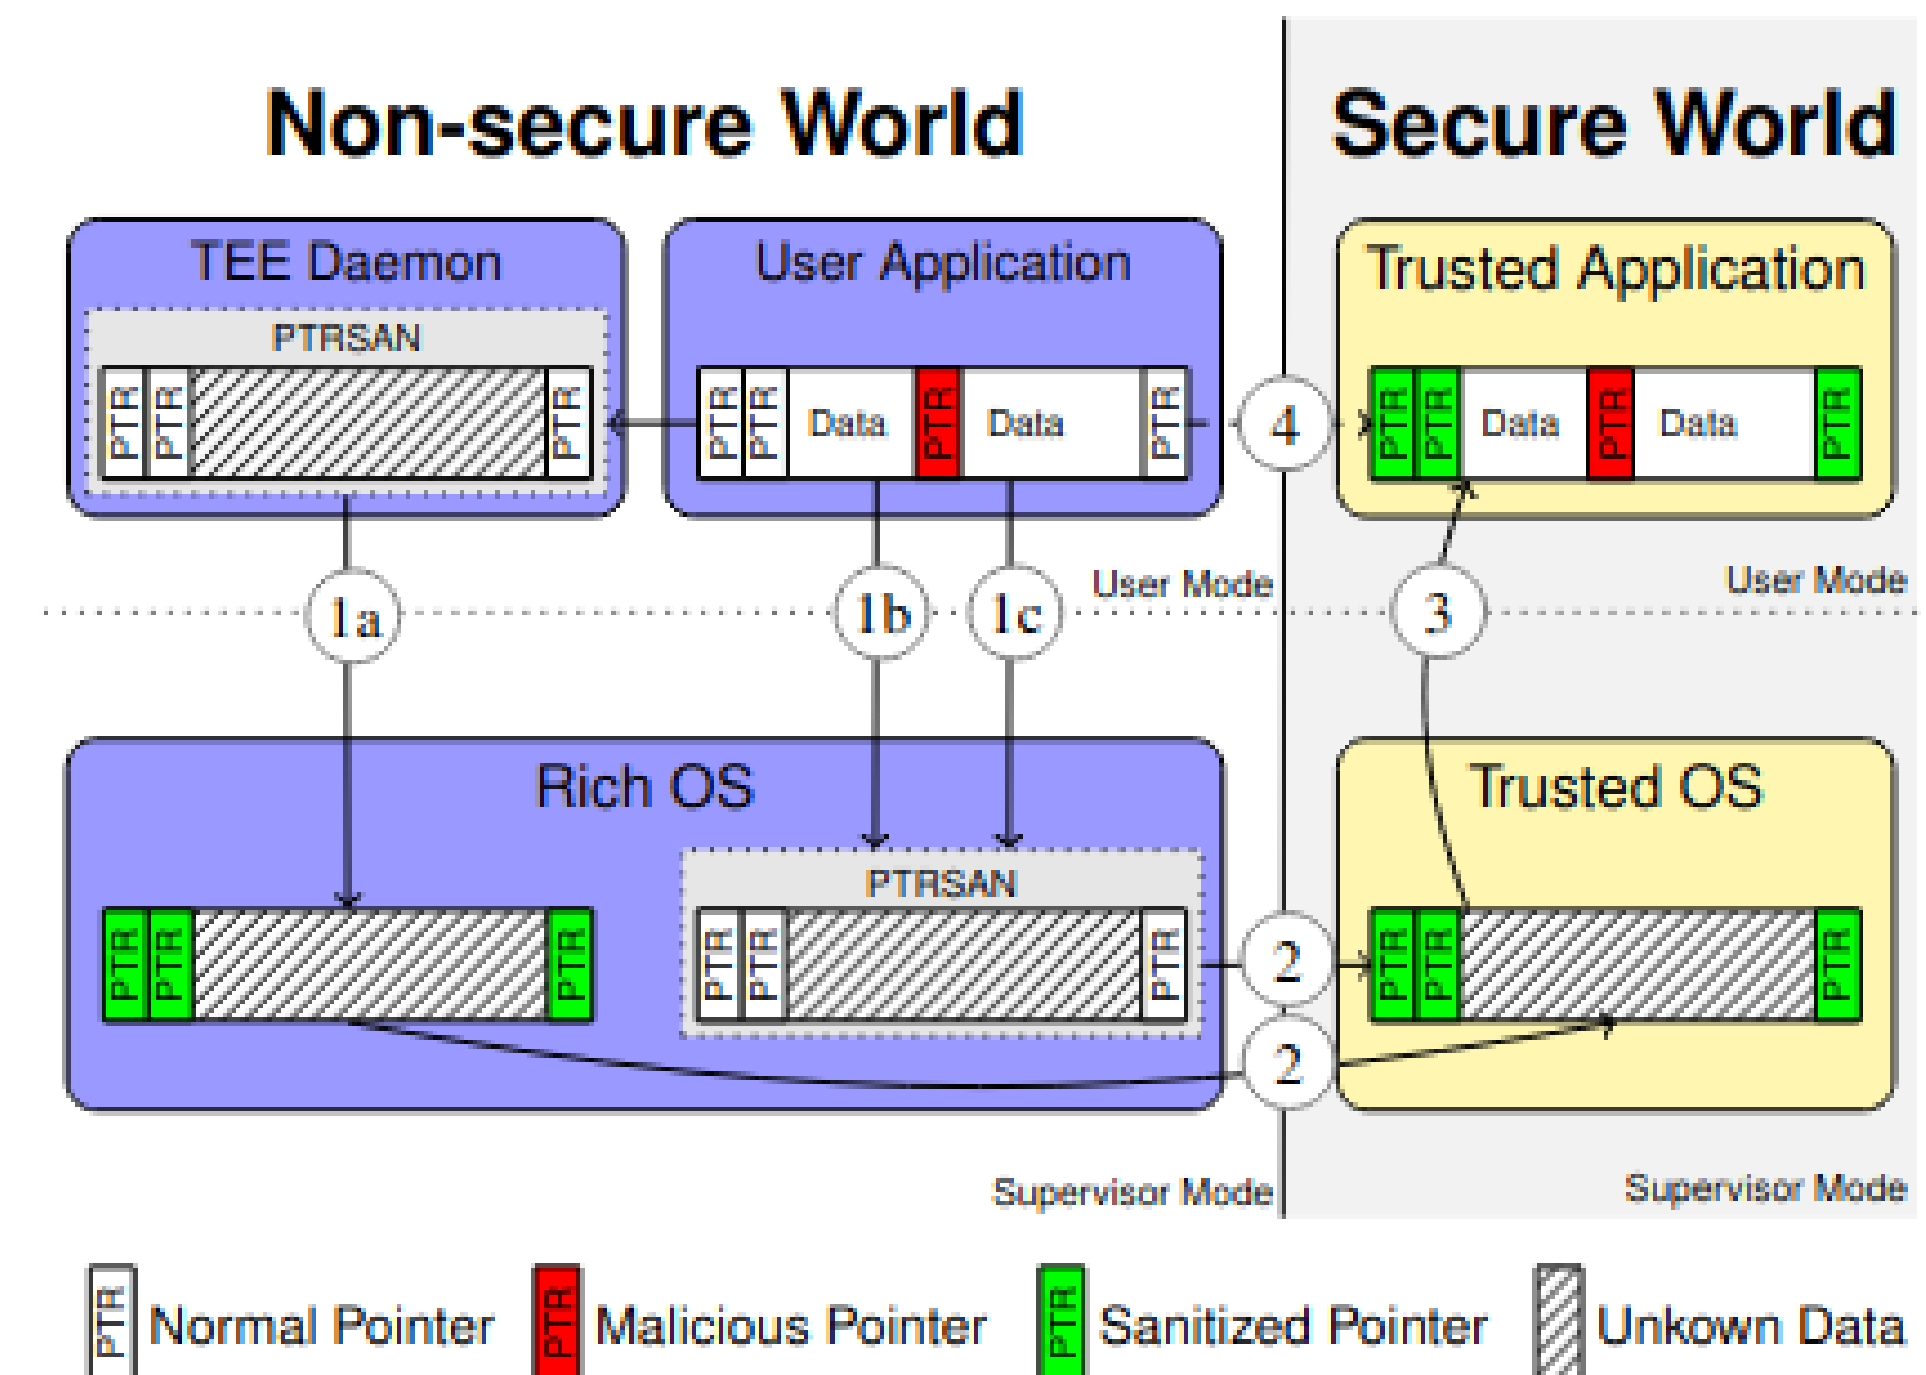 Non-secure World
Secure World
TEE Daemon
User Application
Trusted Application
PTRSAN
PTR PTR PTR
PTR PTR Data PTR Data PTR
4
PTR PTR Data PTR Data PTR
User Mode
User Mode
1a
1b
1c
3
Rich OS
Trusted OS
PTRSAN
PTR PTR PTR
PTR PTR PTR
2
PTR PTR PTR
2
Supervisor Mode
Supervisor Mode
PTR Normal Pointer
PTR Malicious Pointer
PTR Sanitized Pointer
Unkown Data